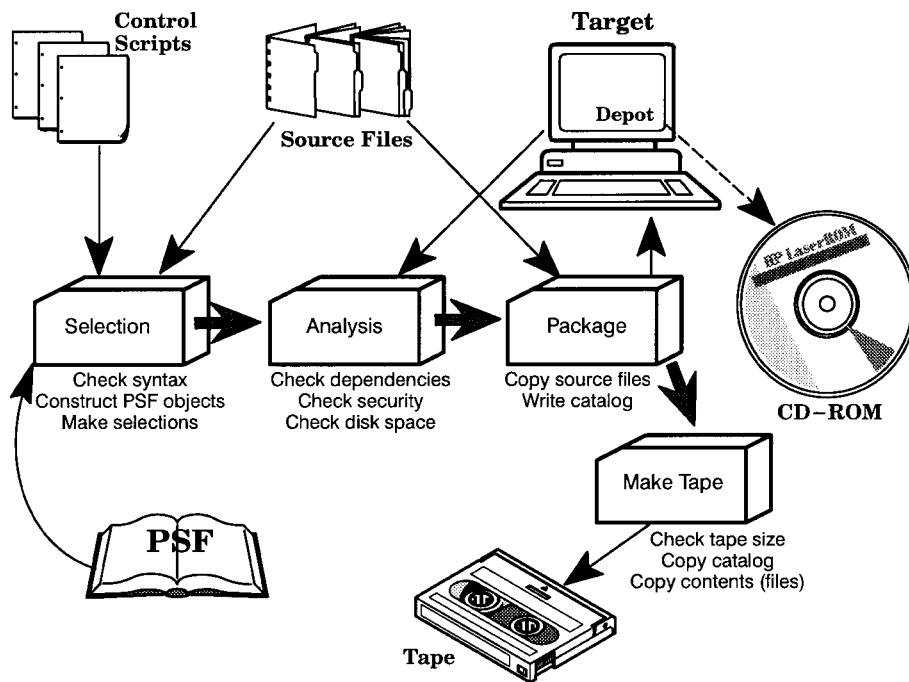 Control
Scripts
Source Files
Target
Depot
HP LaserROM
CD-ROM
Selection
Check syntax
Construct PSF objects
Make selections
Analysis
Check dependencies
Check security
Check disk space
Package
Copy source files
Write catalog
Make Tape
Check tape size
Copy catalog
Copy contents (files)
PSF
Tape